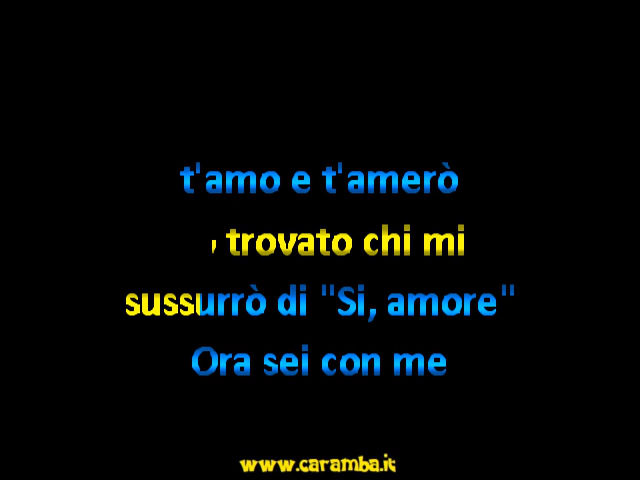 t'amo e t'amerò
trovato chi mi
sussurrò di "Si, amore"
Ora sei con me
www.caramba.it